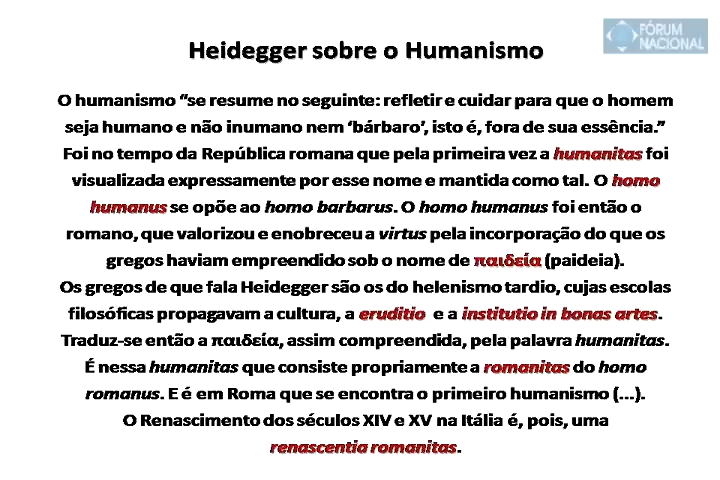 FÓRUM
NACIONAL
Heidegger sobre o Humanismo
O humanismo “se resume no seguinte: refletir e cuidar para que o homem
seja humano e não inumano nem ‘bárbaro’, isto é, fora de sua essência.”
Foi no tempo da República romana que pela primeira vez a humanitas foi
visualizada expressamente por esse nome e mantida como tal. O homo
humanus se opõe ao homo barbarus. O homo humanus foi então o
romano, que valorizou e enobreceu a virtus pela incorporação do que os
gregos haviam empreendido sob o nome de παιδεία (paideia).
Os gregos de que fala Heidegger são os do helenismo tardio, cujas escolas
filosóficas propagavam a cultura, a eruditio e a institutio in bonas artes.
Traduz-se então a παιδεία, assim compreendida, pela palavra humanitas.
É nessa humanitas que consiste propriamente a romanitas do homo
romanus. E é em Roma que se encontra o primeiro humanismo (...).
O Renascimento dos séculos XIV e XV na Itália é, pois, uma
renascentia romanitas.